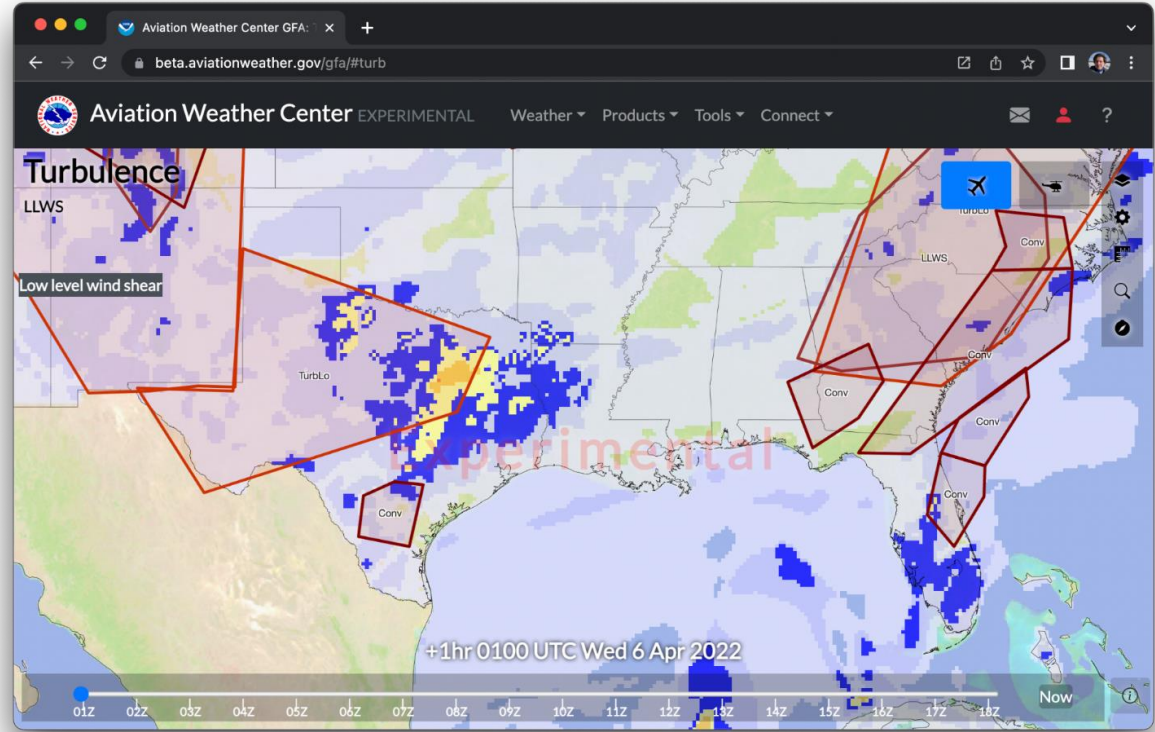 Aviation Weather Center GFA: T
beta.aviationweather.gov/gfa/#turb
Aviation Weather Center EXPERIMENTAL Weather Products Tools Connect ?
Turbulence
LLWS
TurbLo
Conv
LLWS
Low level wind shear
Conv
TurbLo
Conv
Conv
Experimental
Conv
Conv
+1hr 0100 UTC Wed 6 Apr 2022
01Z 02Z 03Z 04Z 05Z 06Z 07Z 08Z 09Z 10Z 11Z 12Z 13Z 14Z 15Z 16Z 17Z 18Z
Now